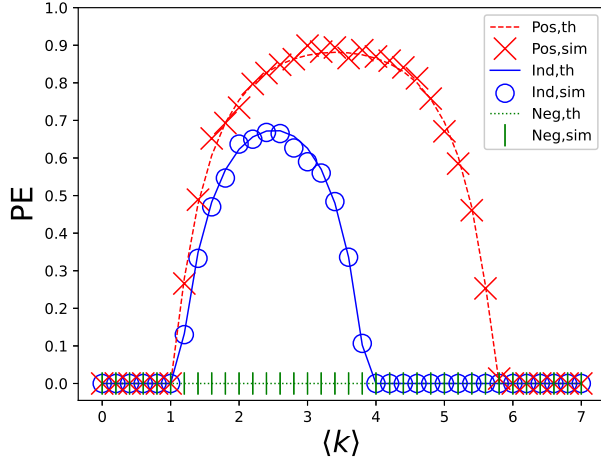 1.0
0.9
0.8
0.7
0.6
0.5
0.4
0.3
0.2
0.1
0.0
PE
0 1 2 3 4 5 6 7
⟨k⟩
Pos,th
Pos,sim
Ind,th
Ind,sim
Neg,th
Neg,sim